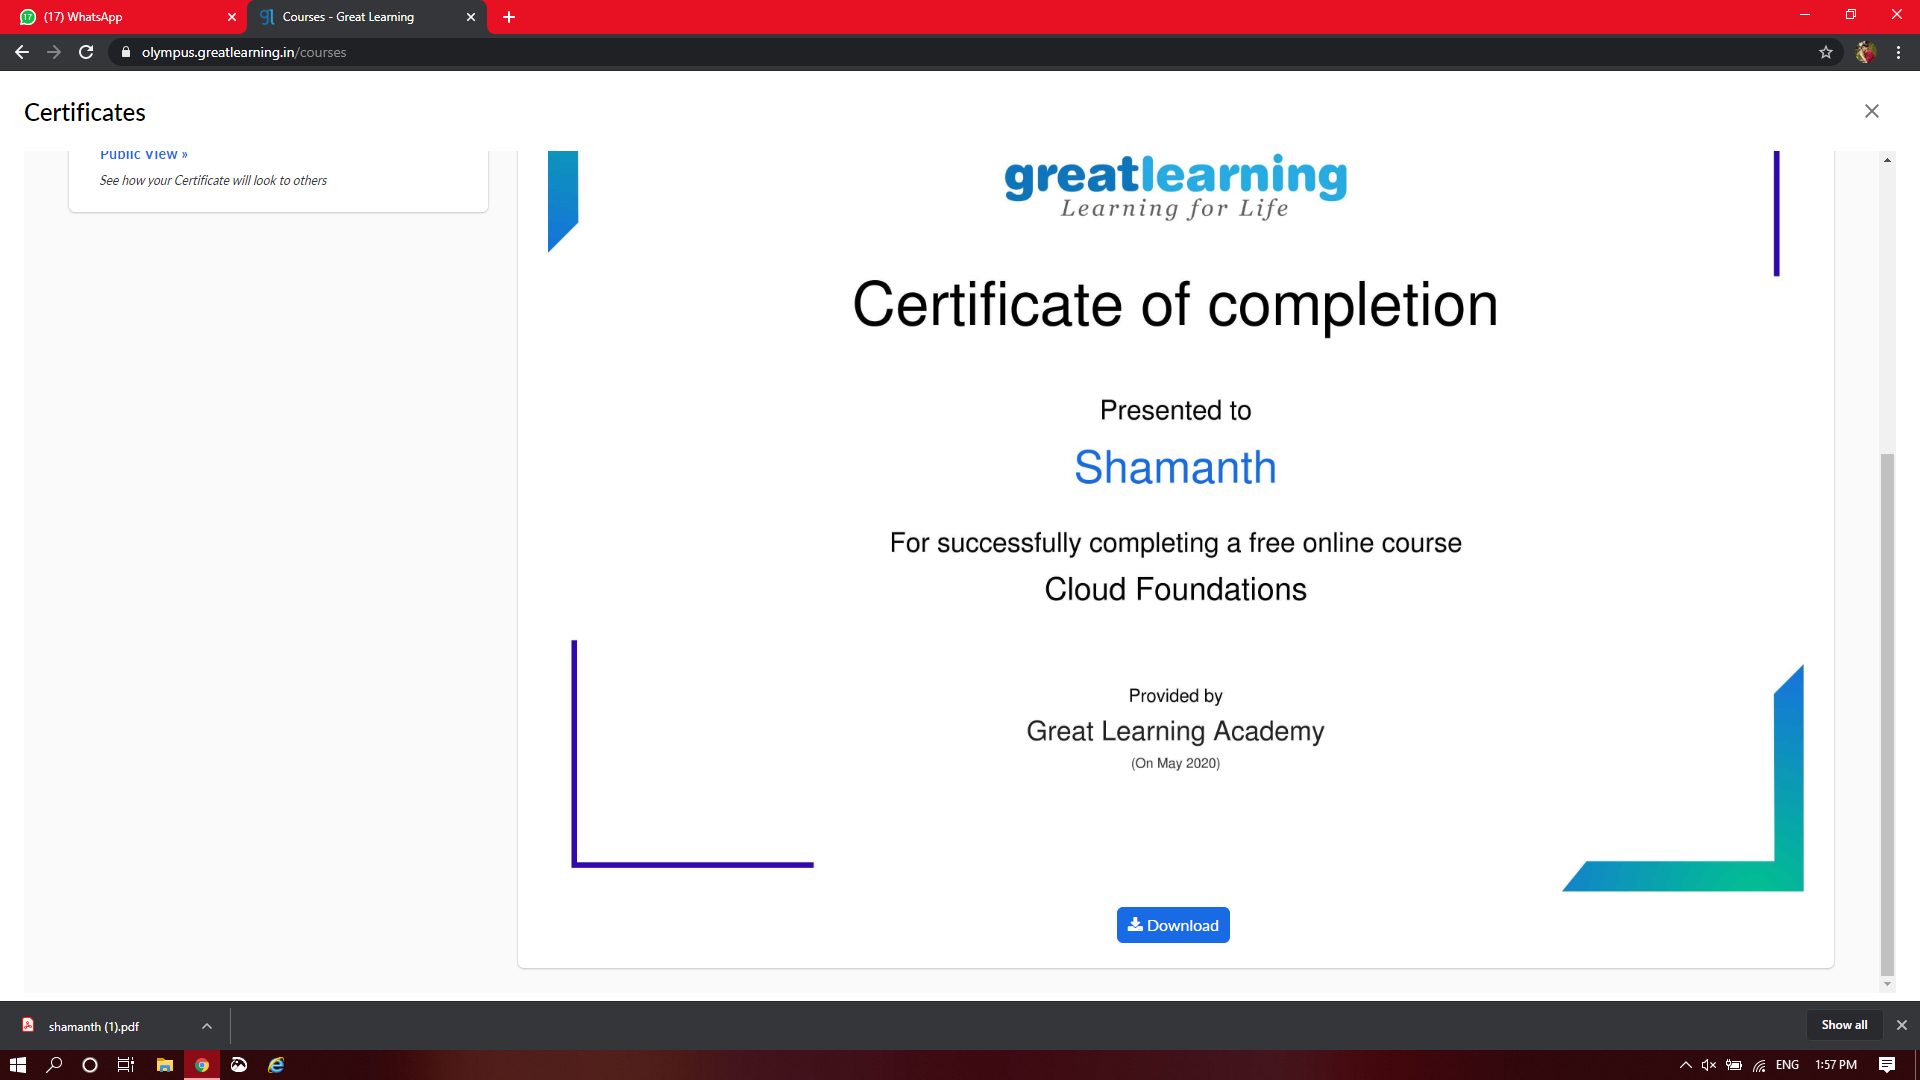 (17) WhatsApp
Courses - Great Learning
olympus.greatlearning.in/courses
Certificates
Public View »
See how your Certificate will look to others
greatlearning
Learning for Life
Certificate of completion
Presented to
Shamanth
For successfully completing a free online course
Cloud Foundations
Provided by
Great Learning Academy
(On May 2020)
Download
shamanth (1).pdf
Show all
ENG
1:57 PM